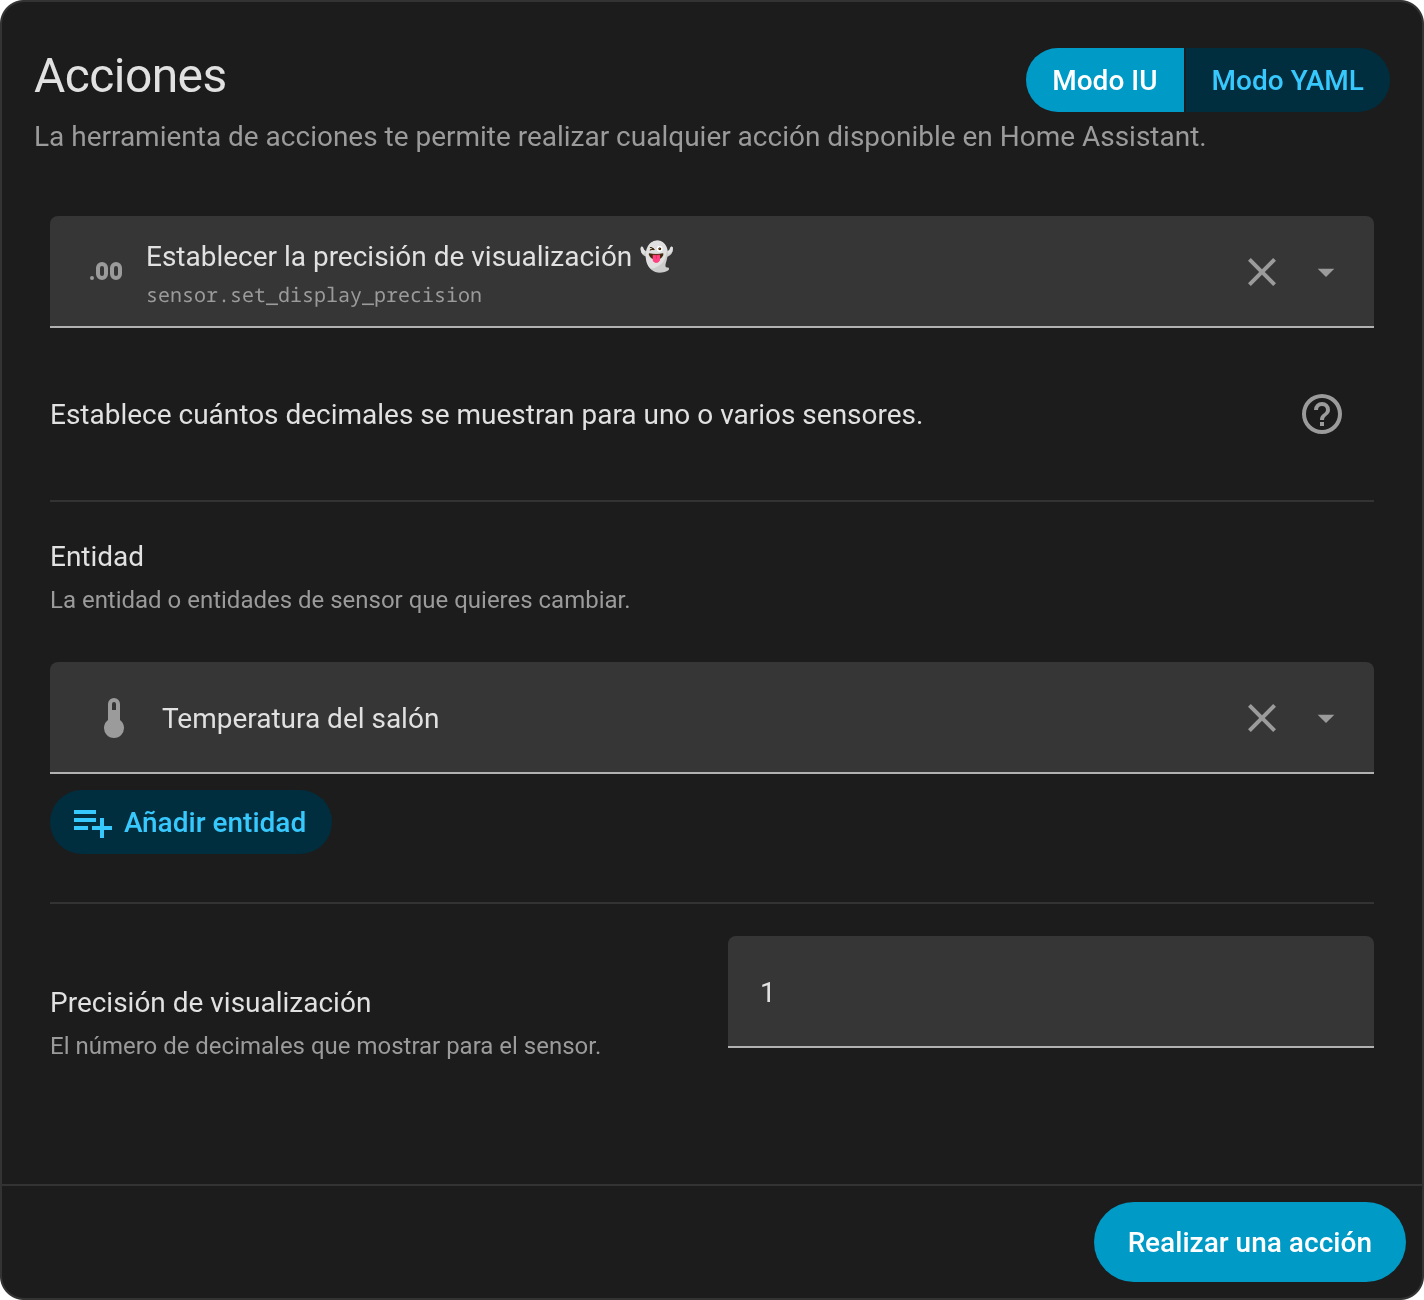 Acciones
Modo IU
Modo YAML
La herramienta de acciones te permite realizar cualquier acción disponible en Home Assistant.
.00
Establecer la precisión de visualización 👻
sensor.set_display_precision
Establece cuántos decimales se muestran para uno o varios sensores.
Entidad
La entidad o entidades de sensor que quieres cambiar.
Temperatura del salón
Añadir entidad
Precisión de visualización
El número de decimales que mostrar para el sensor.
1
Realizar una acción